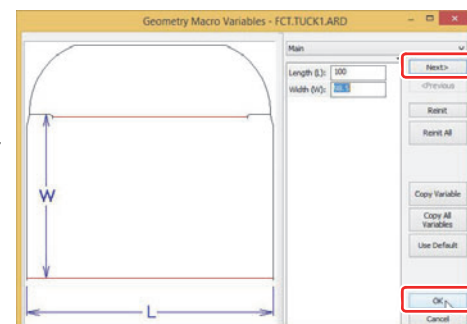 Geometry Macro Variables - FCT.TUCK1.ARD
Main
Length (L): 100
Width (W):
Next>
<Previous
Reinit
Reinit All
Copy Variable
Copy All
Variables
Use Default
OK
Cancel
W
L